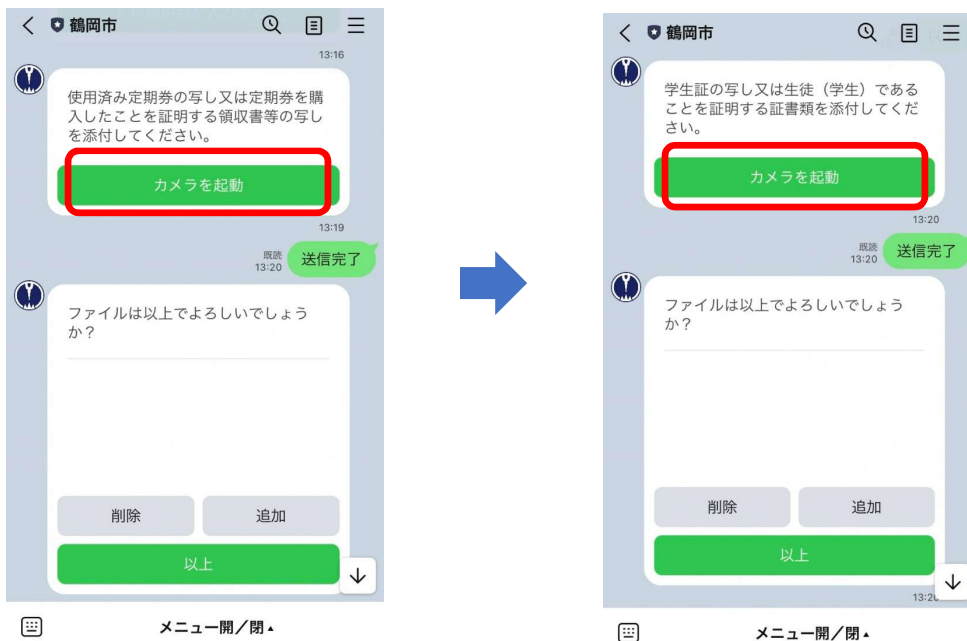 鶴岡市
13:16
使用済み定期券の写し又は定期券を購
入したことを証明する領収書等の写し
を添付してください。
カメラを起動
13:19
既読
13:20
送信完了
ファイルは以上でよろしいでしょう
か？
削除
追加
以上
メニュー開／閉▲
鶴岡市
学生証の写し又は生徒（学生）である
ことを証明する証書類を添付してくだ
さい。
カメラを起動
13:20
既読
13:20
送信完了
ファイルは以上でよろしいでしょう
か？
削除
追加
以上
メニュー開／閉▲